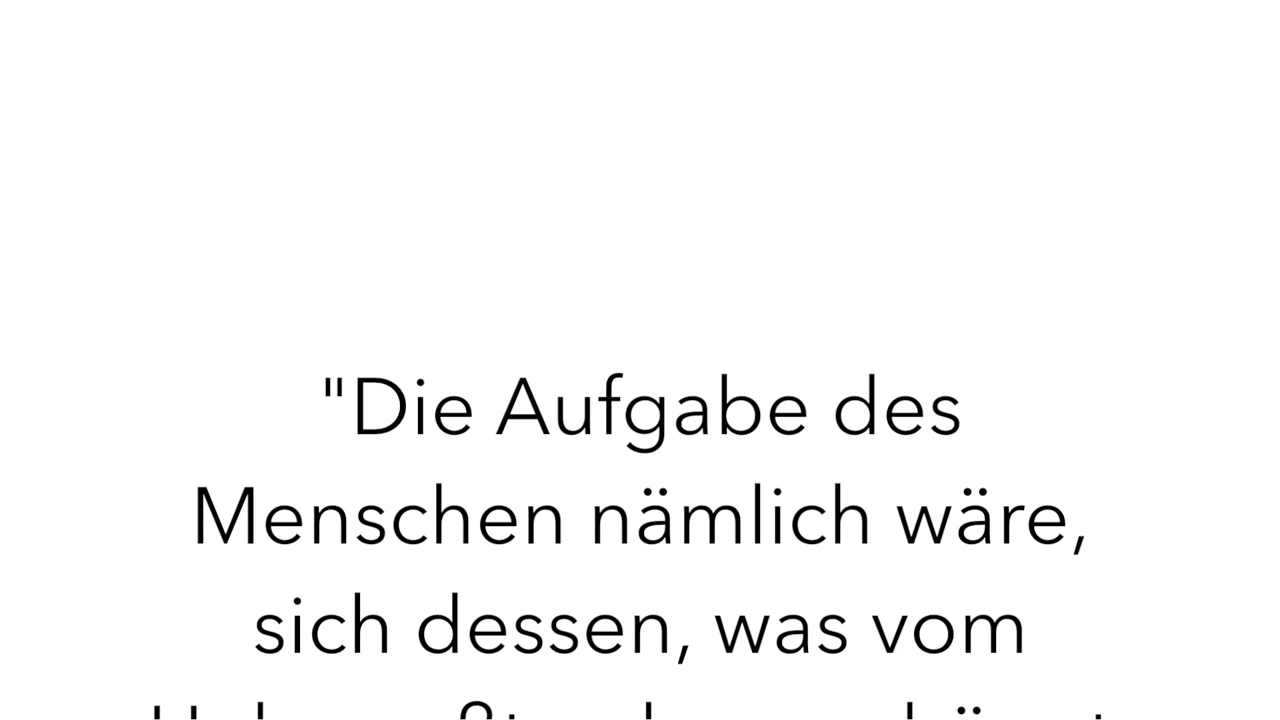 "Die Aufgabe des
Menschen nämlich wäre,
sich dessen, was vom